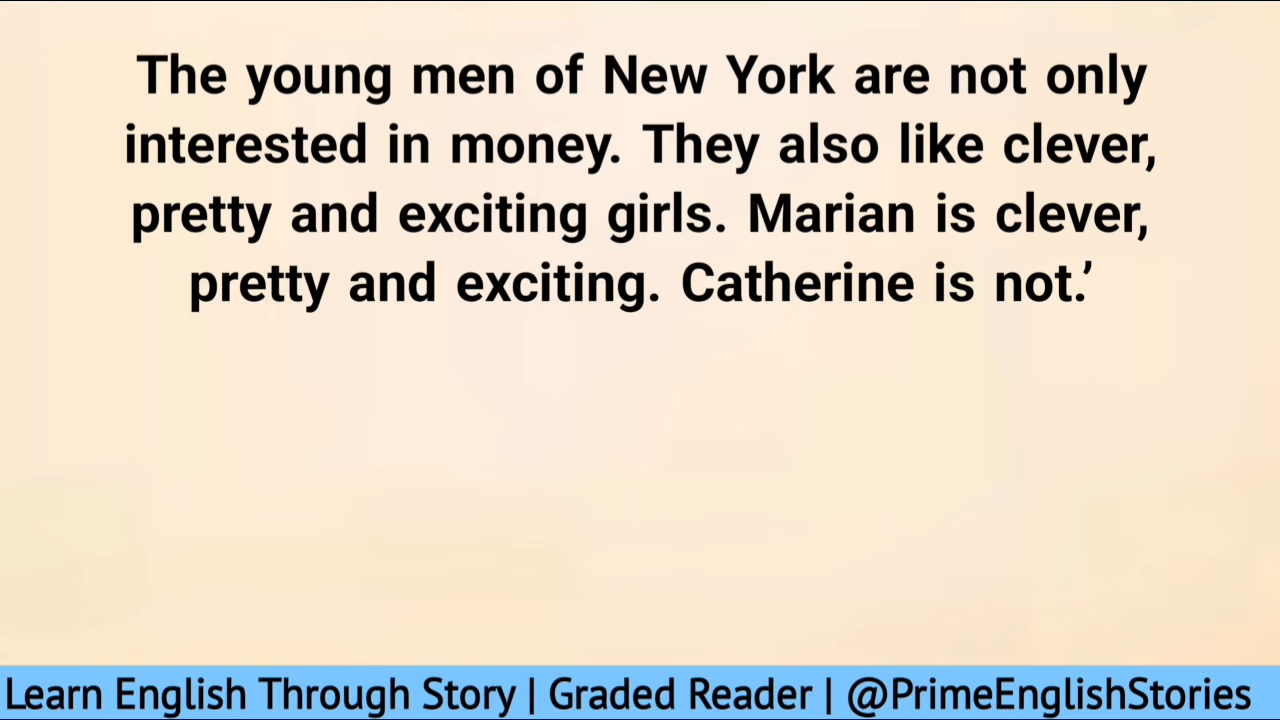 The young men of New York are not only
interested in money. They also like clever,
pretty and exciting girls. Marian is clever,
pretty and exciting. Catherine is not.’
Learn English Through Story | Graded Reader | @PrimeEnglishStories